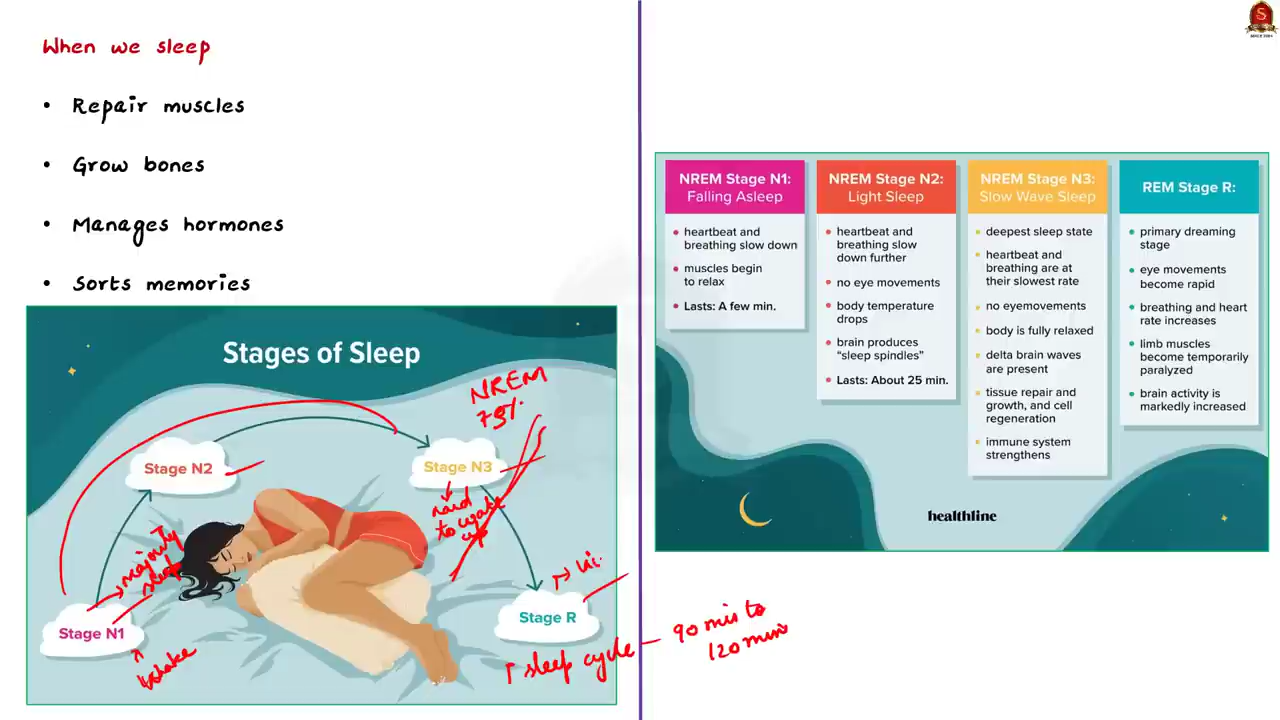 When we sleep
• Repair muscles
• Grow bones
• Manages hormones
• Sorts memories
Stages of Sleep
NREM
75%
Stage N2
Stage N3
hard
to wake
up
majority
sleep
Stage N1
Stage R
sleep cycle – 90 mins to
120 mins
S
SINCE 2004
NREM Stage N1:
Falling Asleep
• heartbeat and
breathing slow down
• muscles begin
to relax
• Lasts: A few min.
NREM Stage N2:
Light Sleep
• heartbeat and
breathing slow
down further
• no eye movements
• body temperature
drops
• brain produces
“sleep spindles”
• Lasts: About 25 min.
NREM Stage N3:
Slow Wave Sleep
• deepest sleep state
• heartbeat and
breathing are at
their slowest rate
• no eyemovements
• body is fully relaxed
• delta brain waves
are present
• tissue repair and
growth, and cell
regeneration
• immune system
strengthens
REM Stage R:
• primary dreaming
stage
• eye movements
become rapid
• breathing and heart
rate increases
• limb muscles
become temporarily
paralyzed
• brain activity is
markedly increased
healthline